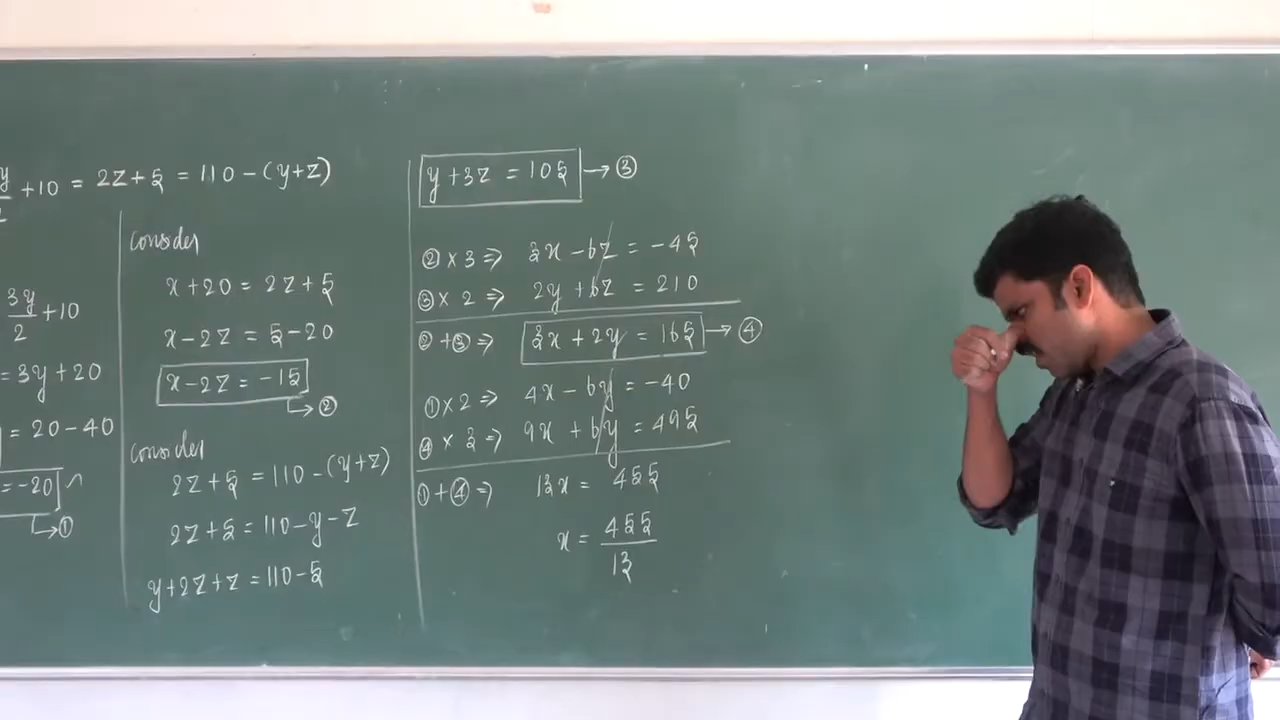 y/2 + 10 = 2z + 5 = 110 - (y+z)
3y/2 + 10
= 3y + 20
= 20 - 40
= -20
→ ①
consider
x + 20 = 2z + 5
x - 2z = 5 - 20
x - 2z = -15
→ ②
consider
2z + 5 = 110 - (y+z)
2z + 5 = 110 - y - z
y + 2z + z = 110 - 5
y + 3z = 105 → ③
② × 3 ⇒ 3x - 6z = -45
③ × 2 ⇒ 2y + 6z = 210
② + ③ ⇒ 3x + 2y = 165 → ④
① × 2 ⇒ 4x - 6y = -40
④ × 3 ⇒ 9x + 6y = 495
① + ④ ⇒ 13x = 455
x = 455/13